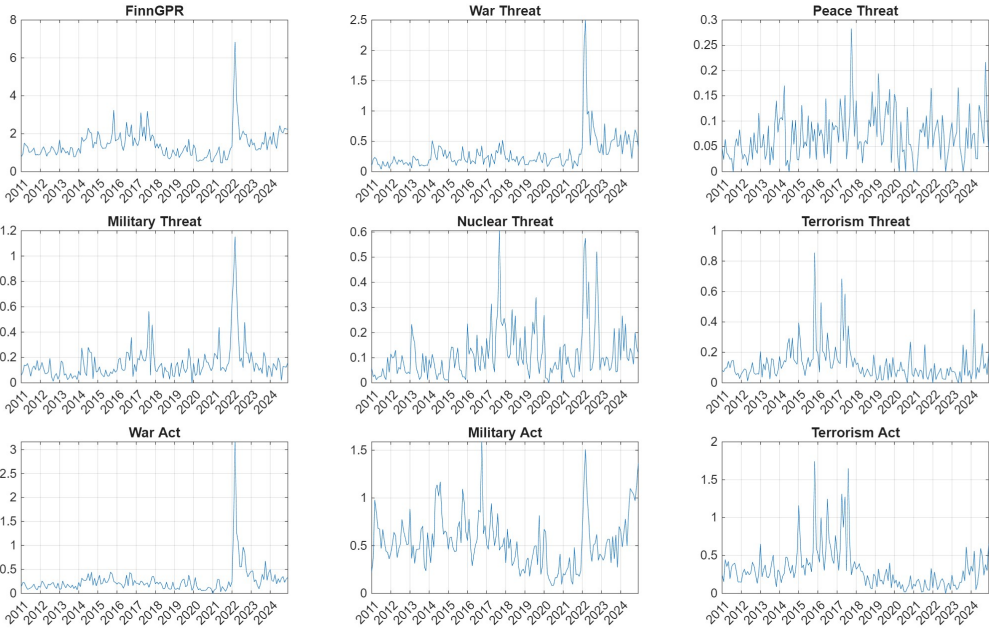 FinnGPR War Threat Peace Threat
8 2.5 0.3
6 2 0.25
4 1.5 0.2
2 1 0.15
0 0.5 0.1
0 0.05
0
2011 2012 2013 2014 2015 2016 2017 2018 2019 2020 2021 2022 2023 2024
2011 2012 2013 2014 2015 2016 2017 2018 2019 2020 2021 2022 2023 2024
2011 2012 2013 2014 2015 2016 2017 2018 2019 2020 2021 2022 2023 2024
Military Threat Nuclear Threat Terrorism Threat
1.2 0.6 1
1 0.5 0.8
0.8 0.4 0.6
0.6 0.3 0.4
0.4 0.2 0.2
0.2 0.1 0
0 0
2011 2012 2013 2014 2015 2016 2017 2018 2019 2020 2021 2022 2023 2024
2011 2012 2013 2014 2015 2016 2017 2018 2019 2020 2021 2022 2023 2024
2011 2012 2013 2014 2015 2016 2017 2018 2019 2020 2021 2022 2023 2024
War Act Military Act Terrorism Act
3 1.5 2
2.5 1 1.5
2 0.5 1
1.5 0 0.5
1 0
0.5
0
2011 2012 2013 2014 2015 2016 2017 2018 2019 2020 2021 2022 2023 2024
2011 2012 2013 2014 2015 2016 2017 2018 2019 2020 2021 2022 2023 2024
2011 2012 2013 2014 2015 2016 2017 2018 2019 2020 2021 2022 2023 2024